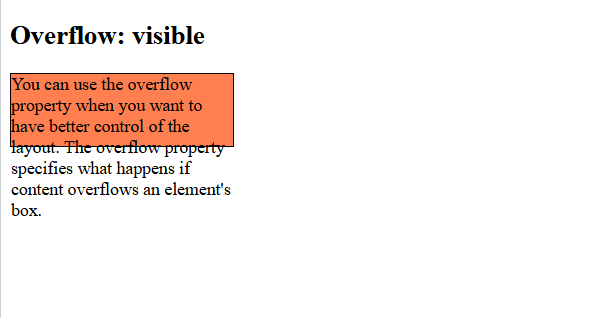 Overflow: visible
You can use the overflow
property when you want to
have better control of the
layout. The overflow property
specifies what happens if
content overflows an element's
box.